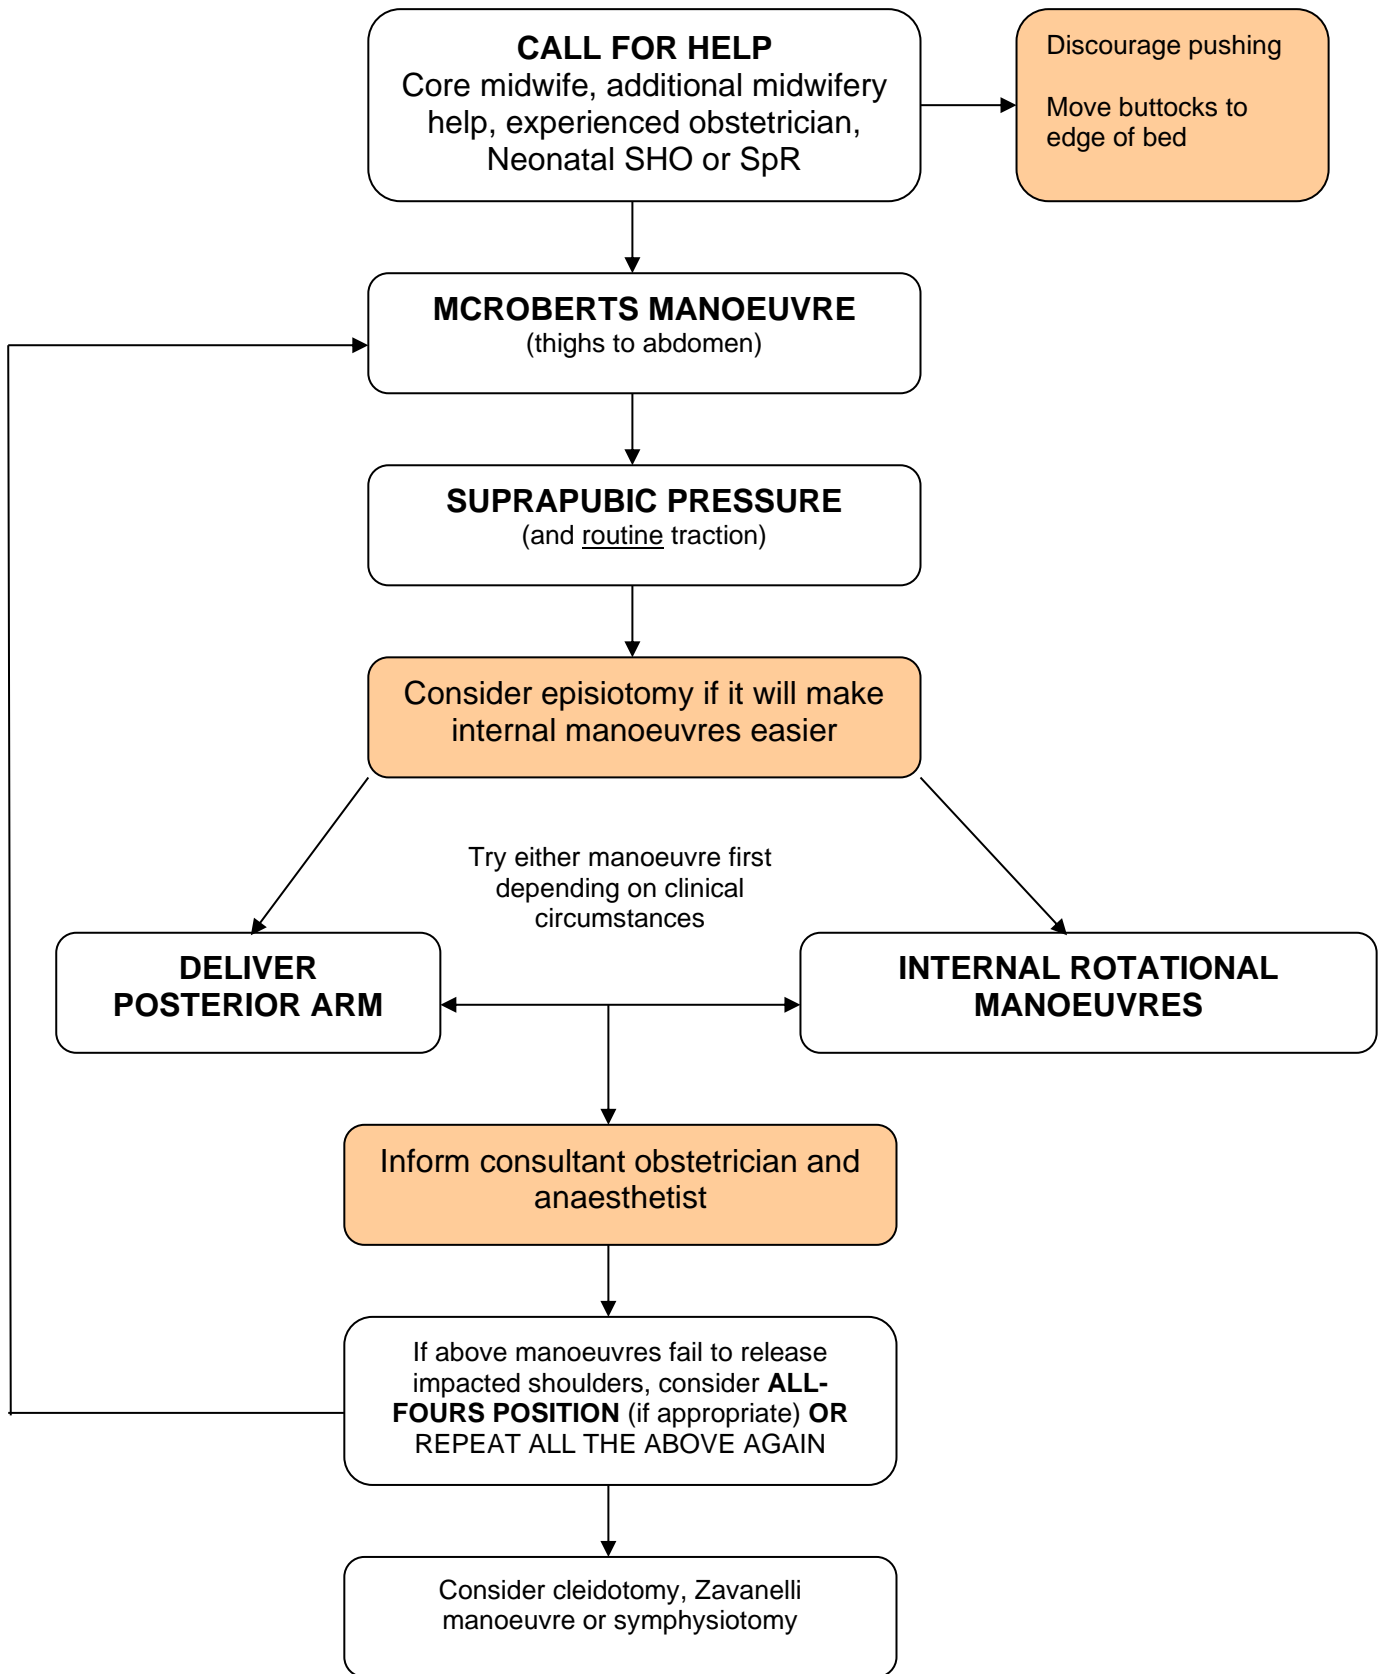 CALL FOR HELP
Core midwife, additional midwifery
help, experienced obstetrician,
Neonatal SHO or SpR
Discourage pushing
Move buttocks to
edge of bed
MCROBERTS MANOEUVRE
(thighs to abdomen)
SUPRAPUBIC PRESSURE
(and routine traction)
Consider episiotomy if it will make
internal manoeuvres easier
Try either manoeuvre first
depending on clinical
circumstances
DELIVER
POSTERIOR ARM
INTERNAL ROTATIONAL
MANOEUVRES
Inform consultant obstetrician and
anaesthetist
If above manoeuvres fail to release
impacted shoulders, consider ALL-
FOURS POSITION (if appropriate) OR
REPEAT ALL THE ABOVE AGAIN
Consider cleidotomy, Zavanelli
manoeuvre or symphysiotomy